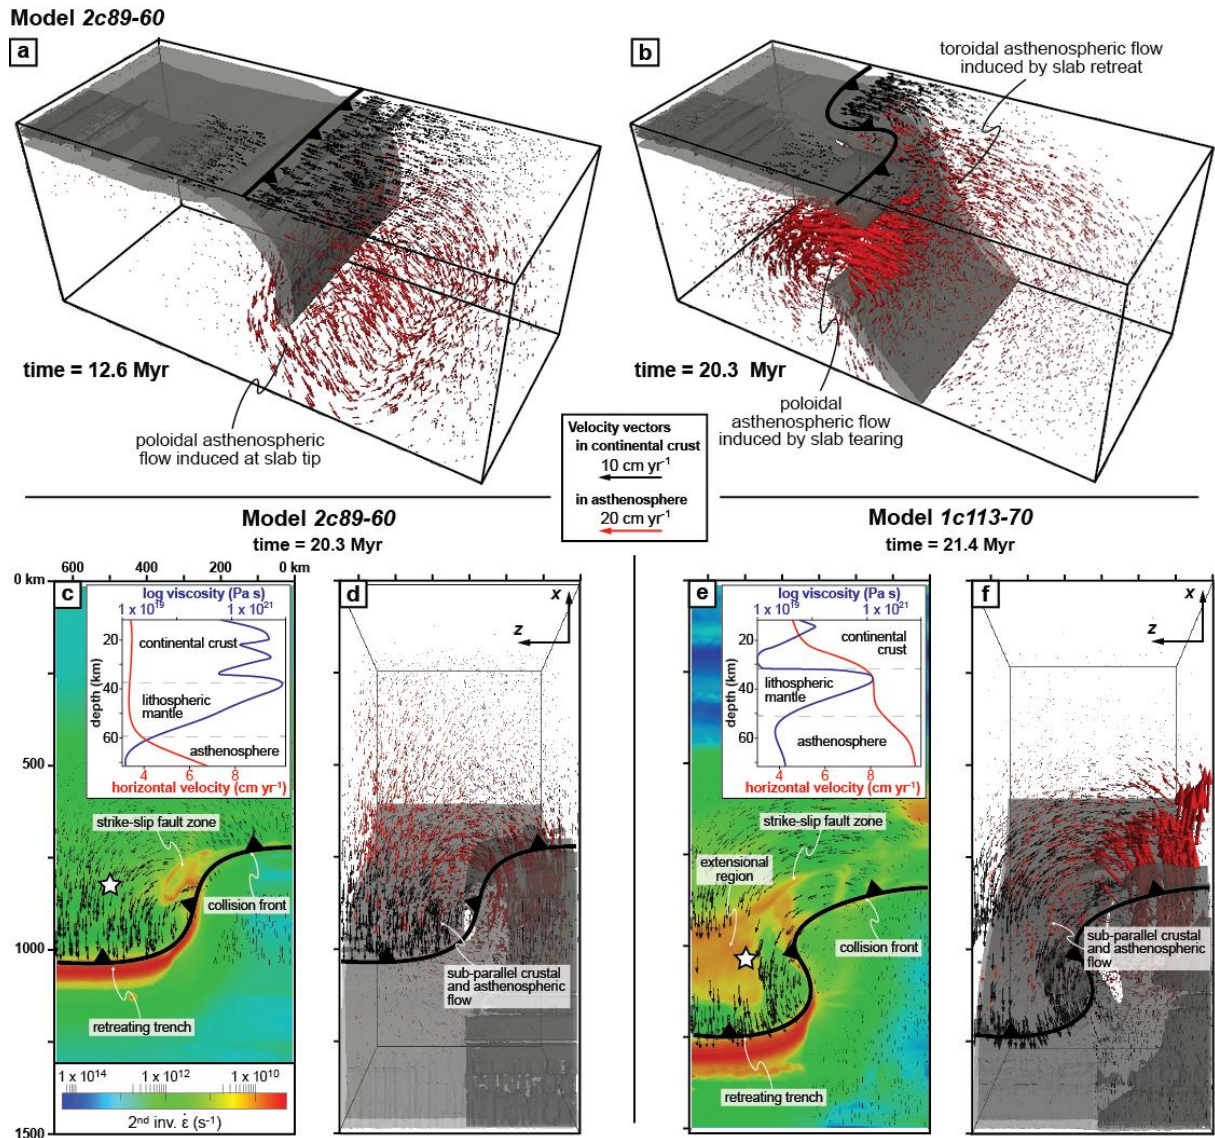 Model 2c89-60
a
b
toroidal asthenospheric flow
induced by slab retreat
time = 12.6 Myr
time = 20.3 Myr
poloidal asthenospheric
flow induced at slab tip
poloidal
asthenospheric flow
induced by slab tearing
Velocity vectors
in continental crust
10 cm yr⁻¹
in asthenosphere
20 cm yr⁻¹
Model 2c89-60
time = 20.3 Myr
Model 1c113-70
time = 21.4 Myr
600 400 200 0 km
0 km
500
1000
1500
c
log viscosity (Pa s)
1 x 10¹⁹ 1 x 10²¹
continental crust
lithospheric
mantle
asthenosphere
depth (km)
20
40
60
4 6 8
horizontal velocity (cm yr⁻¹)
strike-slip fault zone
collision front
retreating trench
1 x 10¹⁴ 1 x 10¹² 1 x 10¹⁰
2nd inv. ε̇ (s⁻¹)
d
x
z
sub-parallel crustal
and asthenospheric
flow
e
log viscosity (Pa s)
1 x 10¹⁹ 1 x 10²¹
continental
crust
lithospheric
mantle
asthenosphere
depth (km)
20
40
60
4 6 8
horizontal velocity (cm yr⁻¹)
strike-slip fault zone
extensional
region
collision front
retreating trench
f
x
z
sub-parallel crustal
and asthenospheric
flow